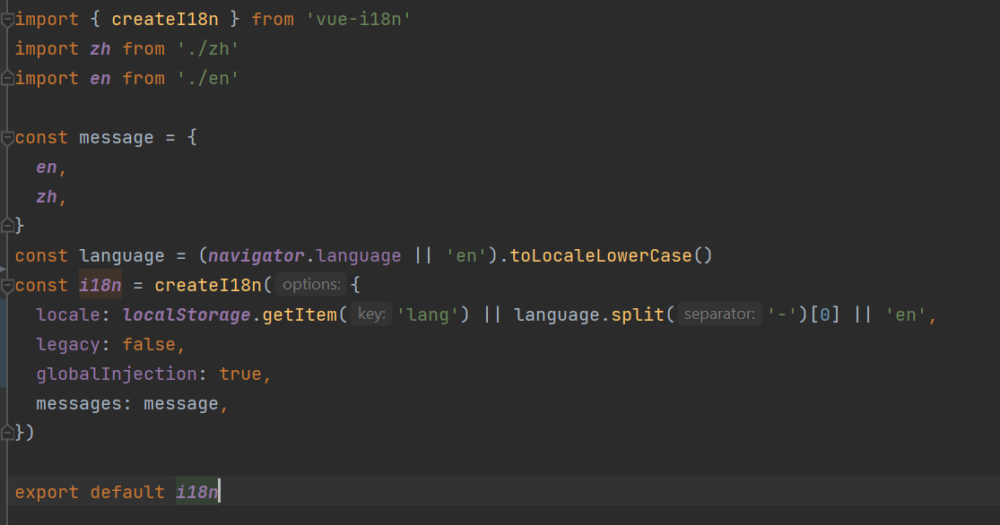 import { createI18n } from 'vue-i18n'
import zh from './zh'
import en from './en'
const message = {
en,
zh,
}
const language = (navigator.language || 'en').toLocaleLowerCase()
const i18n = createI18n( options: {
locale: localStorage.getItem( key: 'lang') || language.split( separator: '-')[0] || 'en',
legacy: false,
globalInjection: true,
messages: message,
})
export default i18n